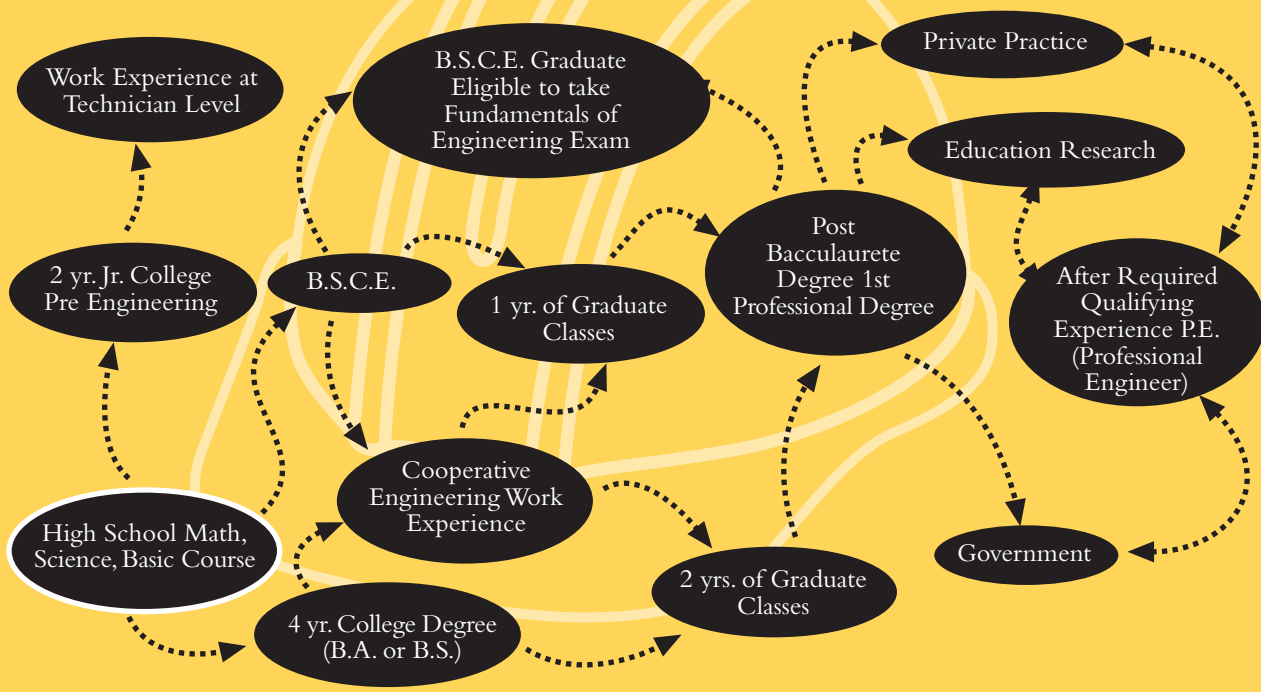 Work Experience at
Technician Level
B.S.C.E. Graduate
Eligible to take
Fundamentals of
Engineering Exam
Private Practice
Education Research
2 yr. Jr. College
Pre Engineering
B.S.C.E.
1 yr. of Graduate
Classes
Post
Bacculaurete
Degree 1st
Professional Degree
After Required
Qualifying
Experience P.E.
(Professional
Engineer)
High School Math,
Science, Basic Course
Cooperative
Engineering Work
Experience
4 yr. College Degree
(B.A. or B.S.)
2 yrs. of Graduate
Classes
Government